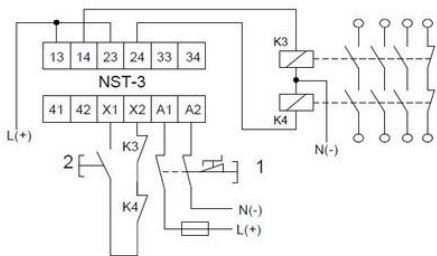 K3
13 14 23 24 33 34
NST-3
41 42 X1 X2 A1 A2
K4
L(+)
N(-)
2
K3
1
K4
N(-)
L(+)